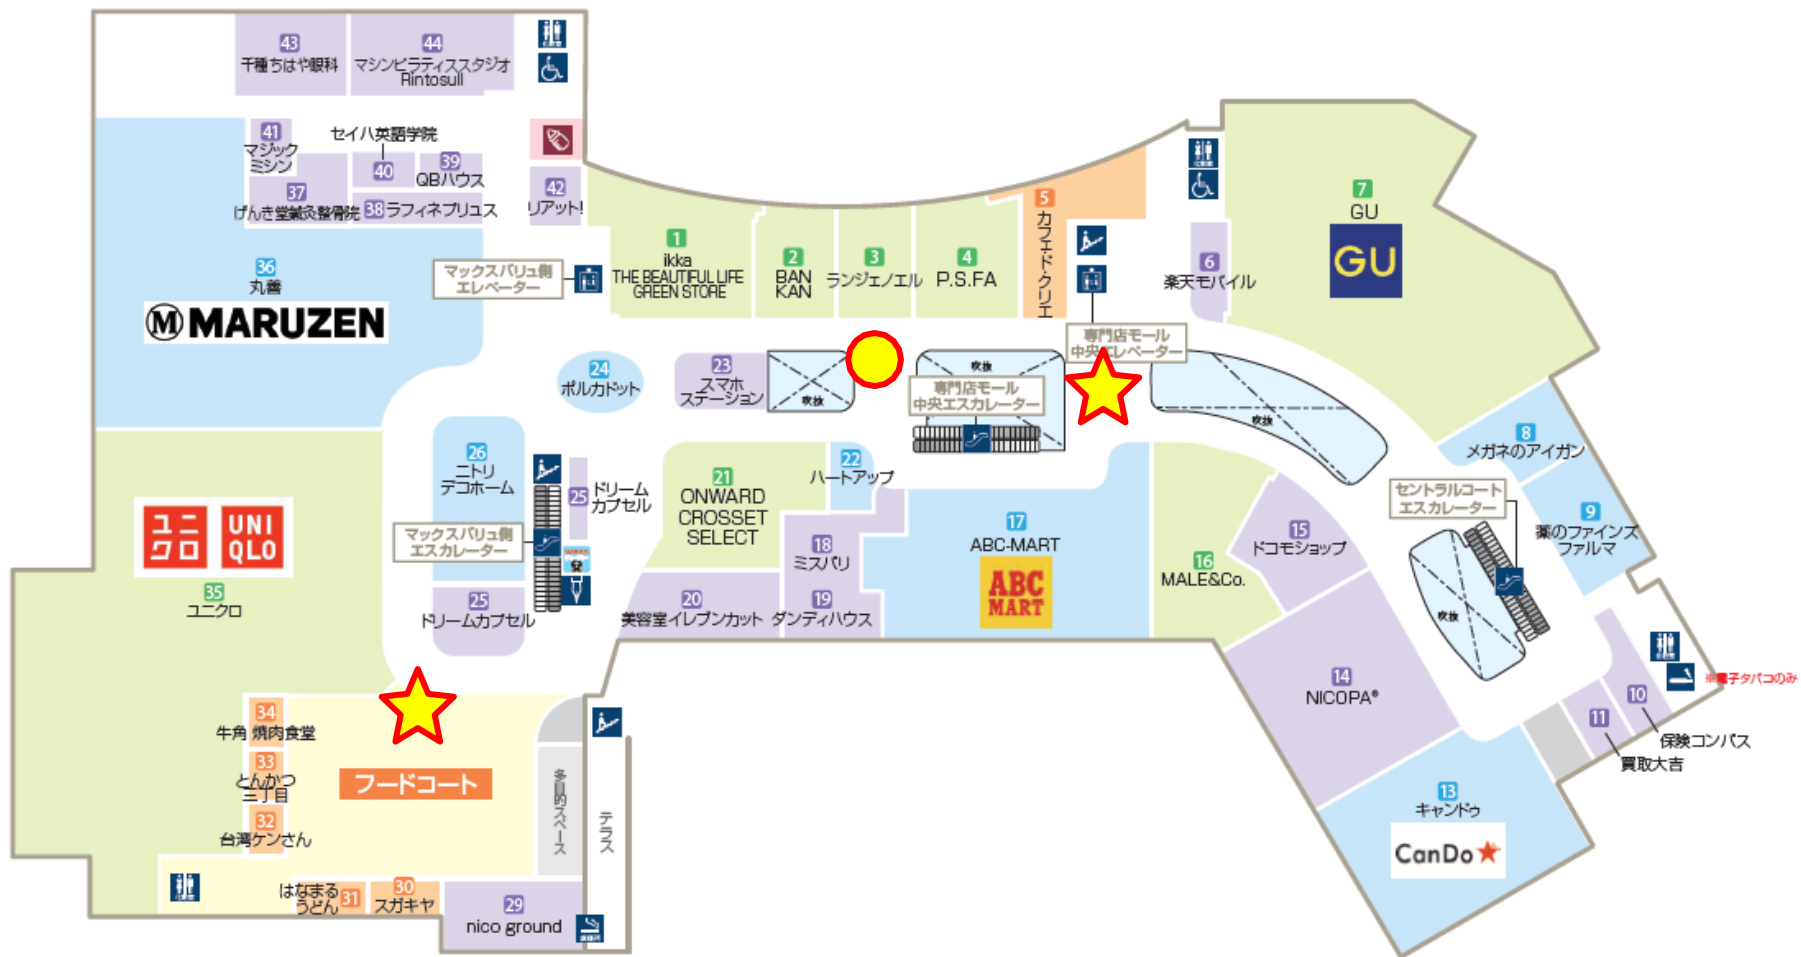 43
千種ちはや眼科
44
マシンピラティススタジオ
Rintosull
化粧室
41
マジック
ミシン
セイハ英語学院
40
39
QBハウス
37
げんき堂鍼灸整骨院
38 ラフィネプリュス
42
リアット!
36
丸善
M MARUZEN
マックスバリュ側
エレベーター
1
ikka
THE BEAUTIFUL LIFE
GREEN STORE
2
BAN
KAN
3
ランジェノエル
4
P.S.FA
5
カフェ・ド・クリエ
化粧室
6
楽天モバイル
7
GU
GU
専門店モール
中央エレベーター
24
ポルカドット
23
スマホ
ステーション
吹抜
吹抜
専門店モール
中央エスカレーター
吹抜
8
メガネのアイガン
9
薬のファインズ
ファルマ
セントラルコート
エスカレーター
吹抜
26
ニトリ
デコホーム
25
ドリーム
カプセル
マックスバリュ側
エスカレーター
25
ドリームカプセル
21
ONWARD
CROSSET
SELECT
22
ハートアップ
18
ミスパリ
19
ダンディハウス
20
美容室イレブンカット
17
ABC-MART
ABC
MART
16
MALE&Co.
15
ドコモショップ
14
NICOPA®
13
キャンドゥ
CanDo
11
買取大吉
10
保険コンパス
化粧室
※電子タバコのみ
ユニ
クロ
UNI
QLO
35
ユニクロ
34
牛角 焼肉食堂
33
とんかつ
三丁目
32
台湾ケンさん
フードコート
多目的スペース
テラス
化粧室
はなまる
うどん 31
30
スガキヤ
29
nico ground
喫煙所